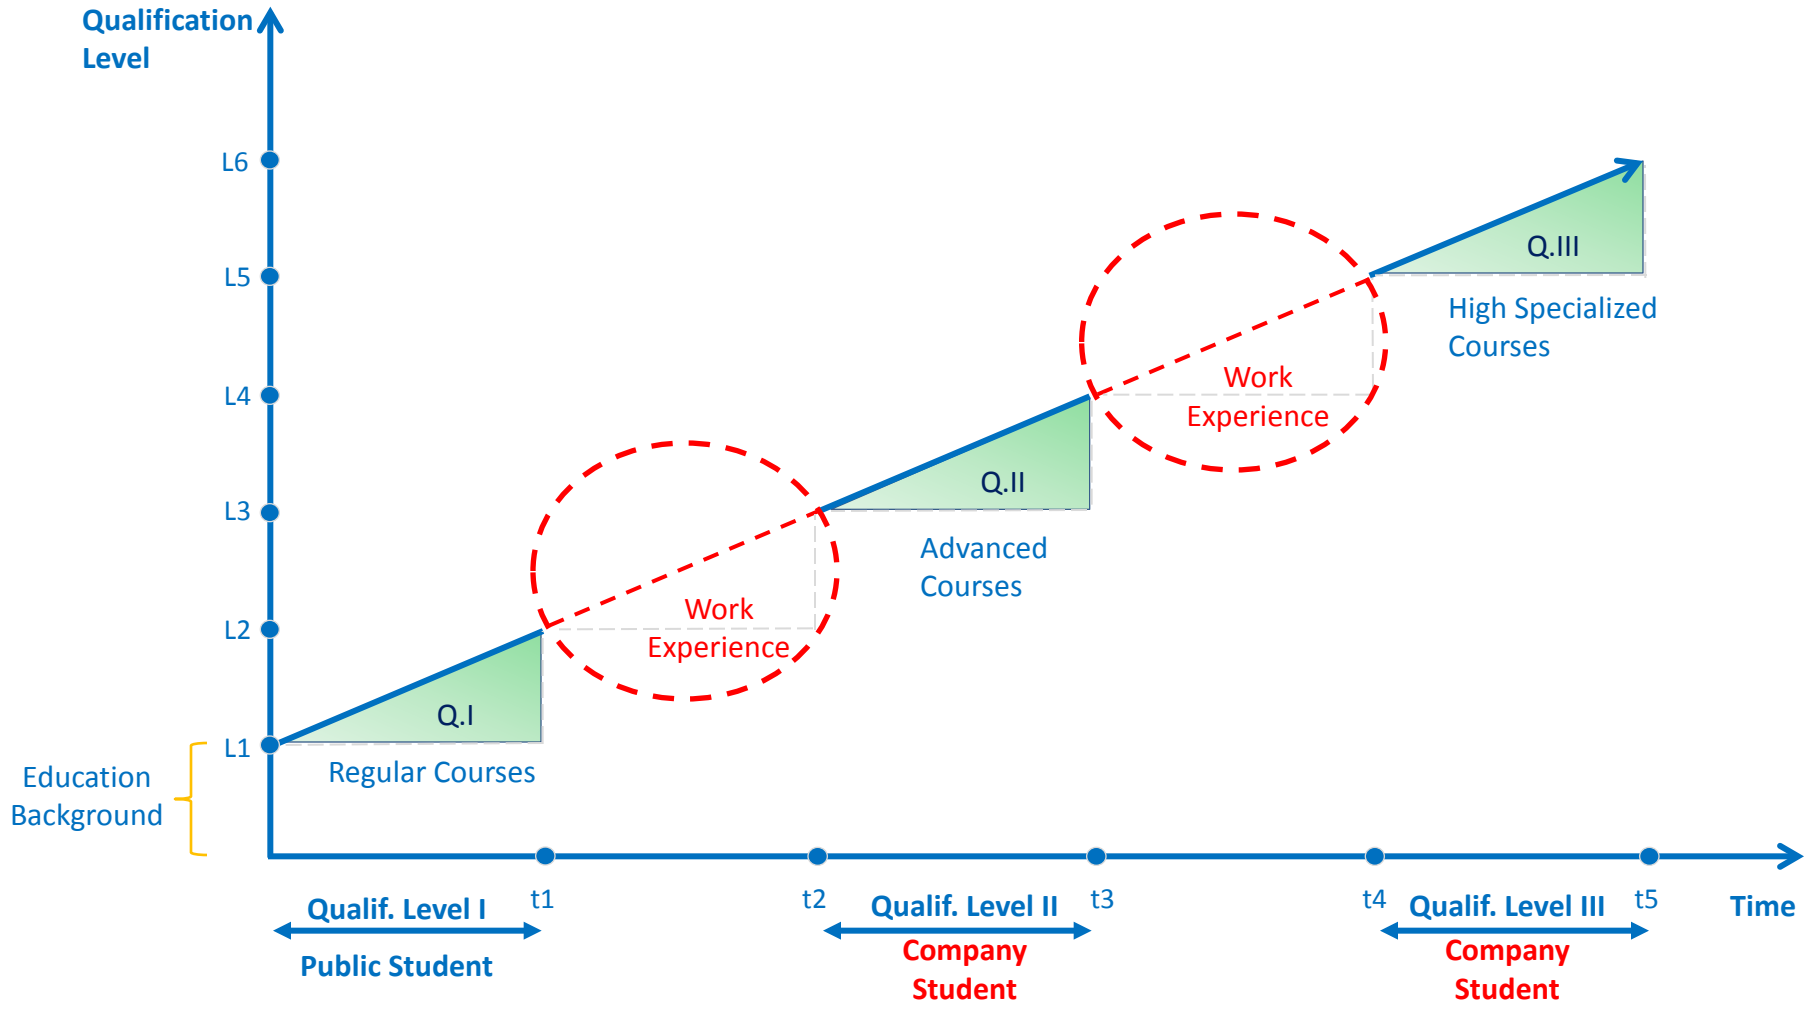 Qualification
Level
L6
L5
L4
L3
L2
L1
Q.III
High Specialized
Courses
Work
Experience
Q.II
Advanced
Courses
Work
Experience
Q.I
Regular Courses
Education
Background
t1
t2
t3
t4
t5
Time
Qualif. Level I
Public Student
Qualif. Level II
Company
Student
Qualif. Level III
Company
Student